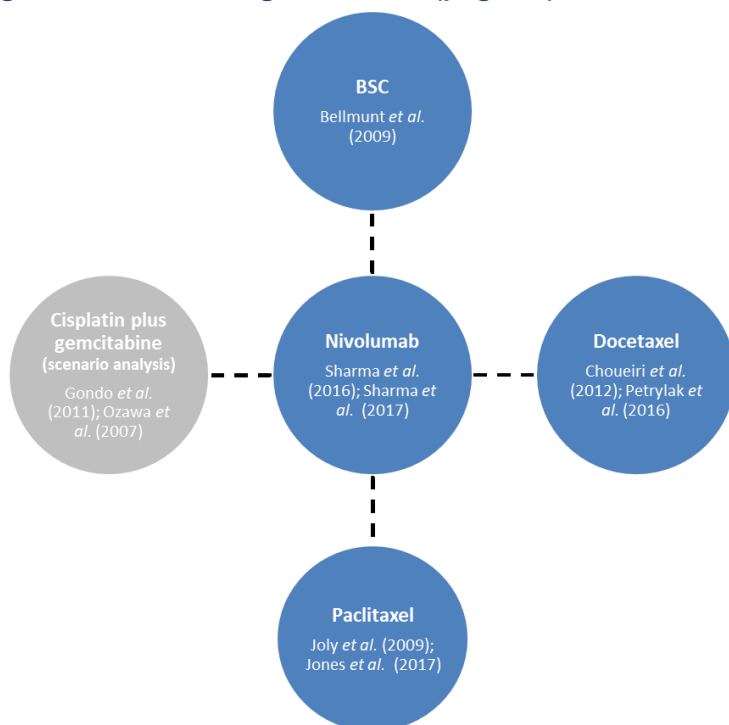 BSC
Bellmunt et al.
(2009)
Cisplatin plus
gemcitabine
(scenario analysis)
Gondo et al.
(2011); Ozawa et
al. (2007)
Nivolumab
Sharma et al.
(2016); Sharma et
al. (2017)
Docetaxel
Choueiri et al.
(2012); Petrylak et
al. (2016)
Paclitaxel
Joly et al. (2009);
Jones et al. (2017)